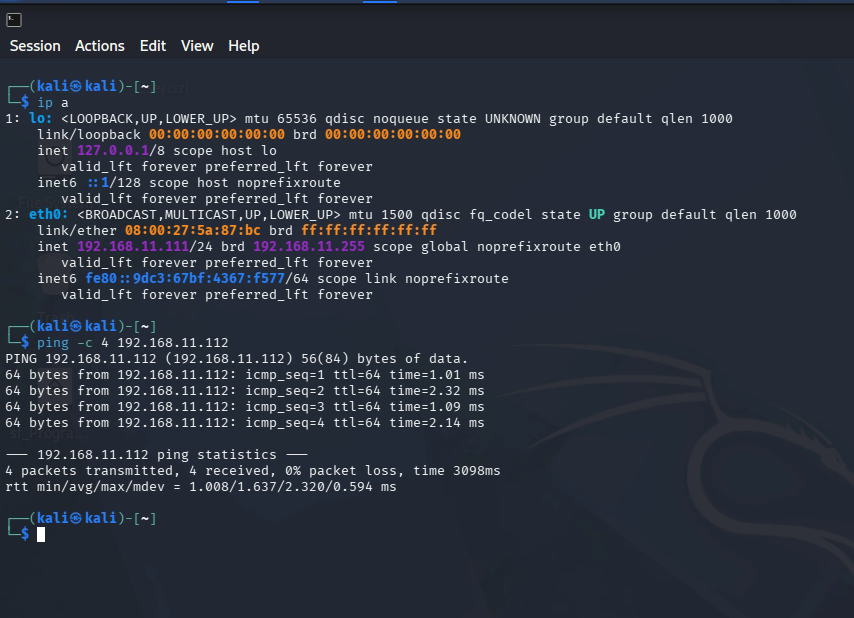 Session Actions Edit View Help
┌──(kali㉿kali)-[~]
└─$ ip a
1: lo: <LOOPBACK,UP,LOWER_UP> mtu 65536 qdisc noqueue state UNKNOWN group default qlen 1000
    link/loopback 00:00:00:00:00:00 brd 00:00:00:00:00:00
    inet 127.0.0.1/8 scope host lo
       valid_lft forever preferred_lft forever
    inet6 ::1/128 scope host noprefixroute
       valid_lft forever preferred_lft forever
2: eth0: <BROADCAST,MULTICAST,UP,LOWER_UP> mtu 1500 qdisc fq_codel state UP group default qlen 1000
    link/ether 08:00:27:5a:87:bc brd ff:ff:ff:ff:ff:ff
    inet 192.168.11.111/24 brd 192.168.11.255 scope global noprefixroute eth0
       valid_lft forever preferred_lft forever
    inet6 fe80::9dc3:67bf:4367:f577/64 scope link noprefixroute
       valid_lft forever preferred_lft forever
┌──(kali㉿kali)-[~]
└─$ ping -c 4 192.168.11.112
PING 192.168.11.112 (192.168.11.112) 56(84) bytes of data.
64 bytes from 192.168.11.112: icmp_seq=1 ttl=64 time=1.01 ms
64 bytes from 192.168.11.112: icmp_seq=2 ttl=64 time=2.32 ms
64 bytes from 192.168.11.112: icmp_seq=3 ttl=64 time=1.09 ms
64 bytes from 192.168.11.112: icmp_seq=4 ttl=64 time=2.14 ms
--- 192.168.11.112 ping statistics ---
4 packets transmitted, 4 received, 0% packet loss, time 3098ms
rtt min/avg/max/mdev = 1.008/1.637/2.320/0.594 ms
┌──(kali㉿kali)-[~]
└─$